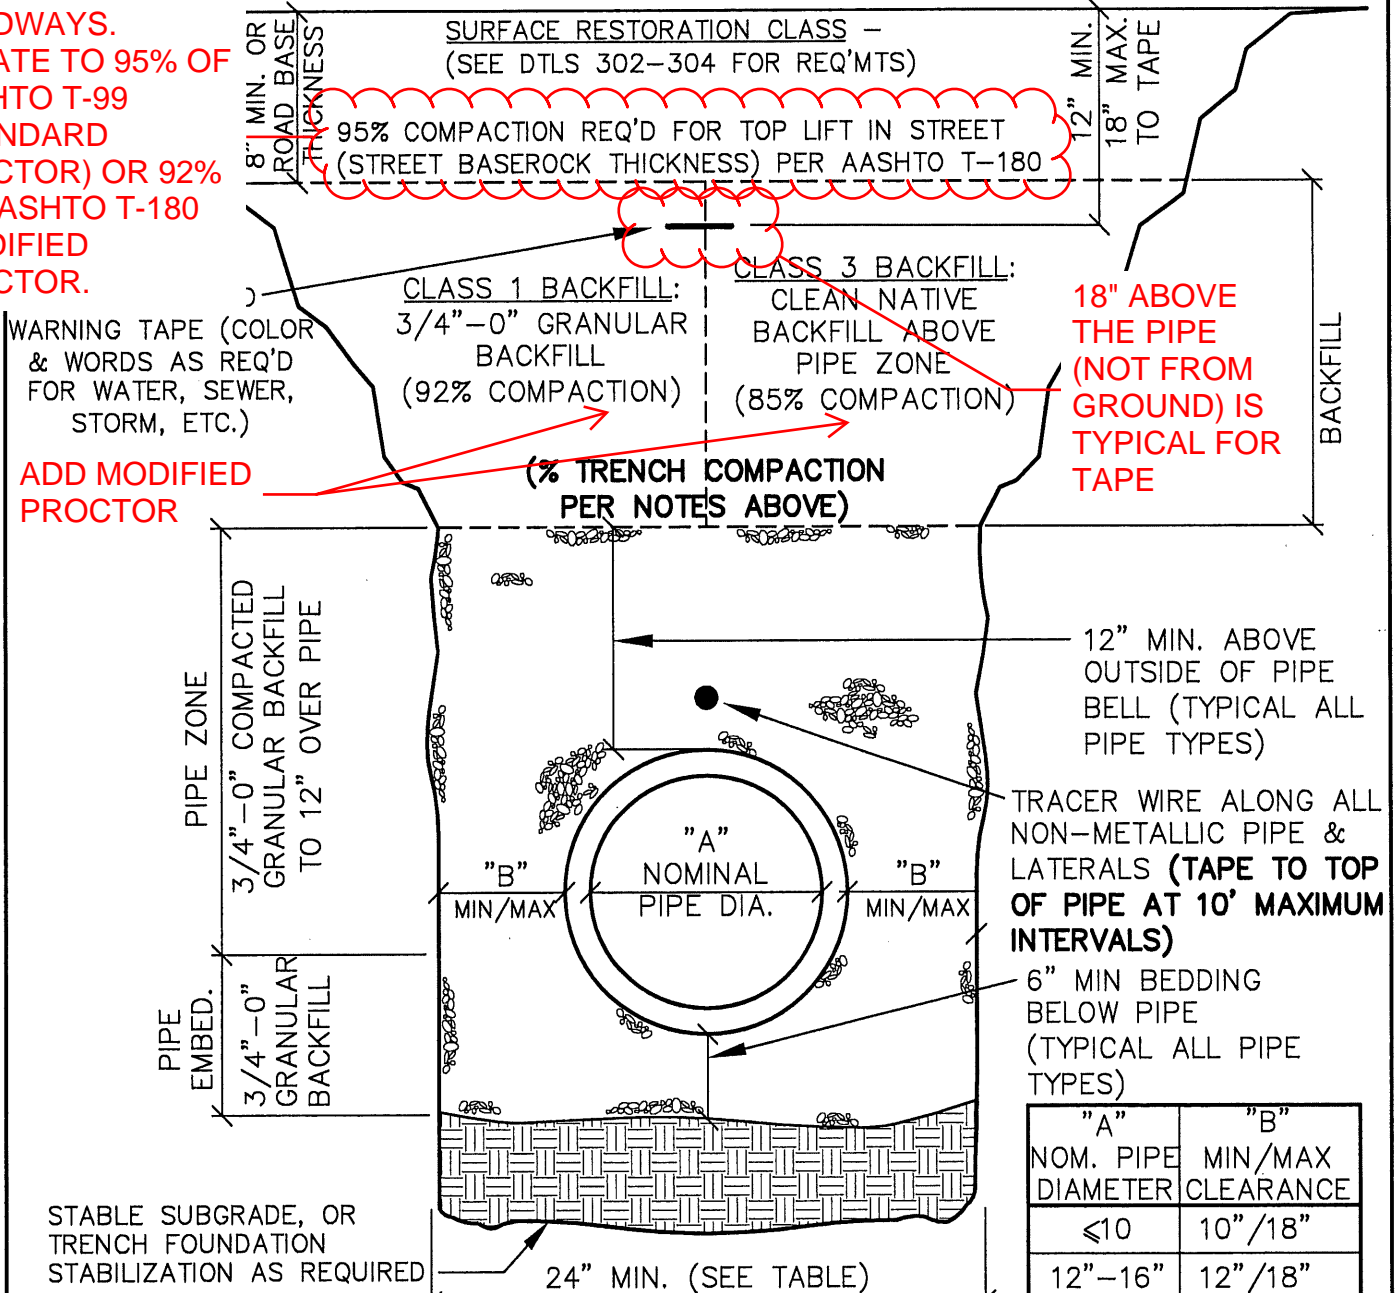 DWAYS.
ATE TO 95% OF
HTO T-99
NDARD
CTOR) OR 92%
ASHTO T-180
DIFIED
CTOR.
8" MIN. OR
ROAD BASE
THICKNESS
SURFACE RESTORATION CLASS –
(SEE DTLS 302–304 FOR REQ'MTS)
95% COMPACTION REQ'D FOR TOP LIFT IN STREET
(STREET BASEROCK THICKNESS) PER AASHTO T–180
12" MIN.
18" MAX.
TO TAPE
WARNING TAPE (COLOR
& WORDS AS REQ'D
FOR WATER, SEWER,
STORM, ETC.)
CLASS 1 BACKFILL:
3/4"–0" GRANULAR
BACKFILL
(92% COMPACTION)
CLASS 3 BACKFILL:
CLEAN NATIVE
BACKFILL ABOVE
PIPE ZONE
(85% COMPACTION)
18" ABOVE
THE PIPE
(NOT FROM
GROUND) IS
TYPICAL FOR
TAPE
BACKFILL
ADD MODIFIED
PROCTOR
(% TRENCH COMPACTION
PER NOTES ABOVE)
PIPE ZONE
3/4"–0" COMPACTED
GRANULAR BACKFILL
TO 12" OVER PIPE
12" MIN. ABOVE
OUTSIDE OF PIPE
BELL (TYPICAL ALL
PIPE TYPES)
TRACER WIRE ALONG ALL
NON–METALLIC PIPE &
LATERALS (TAPE TO TOP
OF PIPE AT 10' MAXIMUM
INTERVALS)
"B"
MIN/MAX
"A"
NOMINAL
PIPE DIA.
"B"
MIN/MAX
PIPE
EMBED.
3/4"–0"
GRANULAR
BACKFILL
6" MIN BEDDING
BELOW PIPE
(TYPICAL ALL PIPE
TYPES)
STABLE SUBGRADE, OR
TRENCH FOUNDATION
STABILIZATION AS REQUIRED
24" MIN. (SEE TABLE)
"A" "B"
NOM. PIPE MIN/MAX
DIAMETER CLEARANCE
≤10 10"/18"
12"–16" 12"/18"